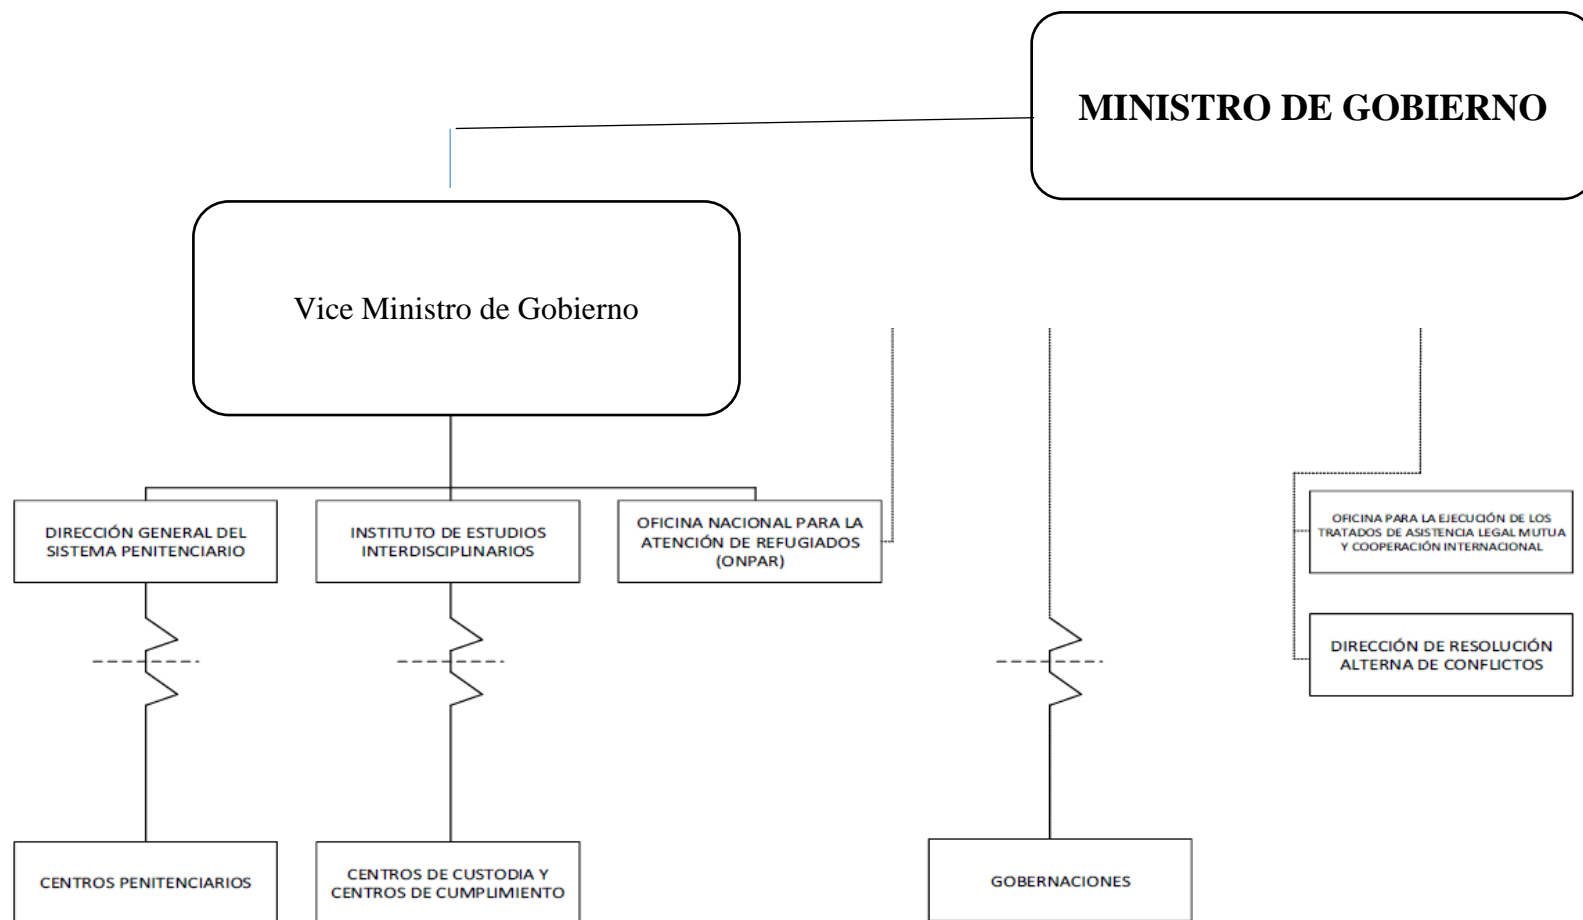 MINISTRO DE GOBIERNO
Vice Ministro de Gobierno
DIRECCIÓN GENERAL DEL
SISTEMA PENITENCIARIO
INSTITUTO DE ESTUDIOS
INTERDISCIPLINARIOS
OFICINA NACIONAL PARA LA
ATENCIÓN DE REFUGIADOS
(ONPAR)
OFICINA PARA LA EJECUCIÓN DE LOS
TRATADOS DE ASISTENCIA LEGAL MUTUA
Y COOPERACIÓN INTERNACIONAL
DIRECCIÓN DE RESOLUCIÓN
ALTERNA DE CONFLICTOS
CENTROS PENITENCIARIOS
CENTROS DE CUSTODIA Y
CENTROS DE CUMPLIMIENTO
GOBERNACIONES